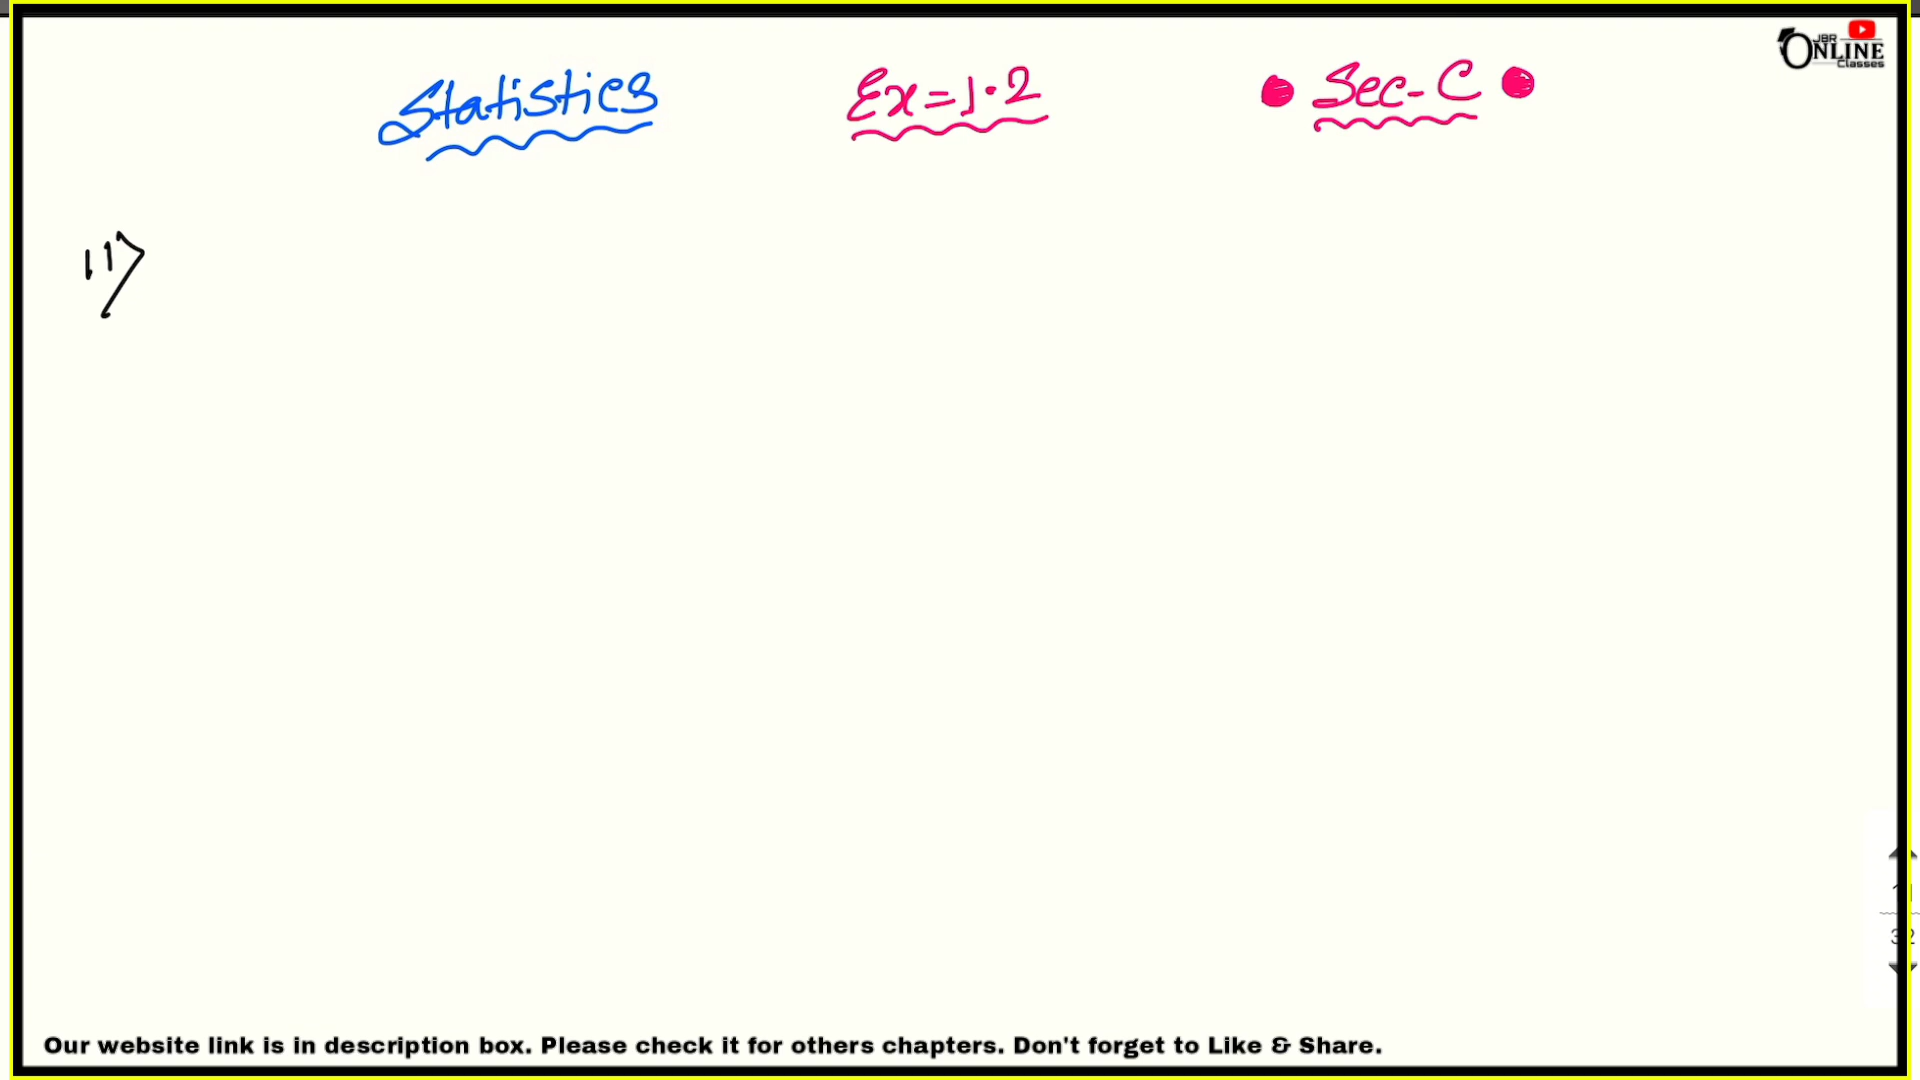 Statistics Ex=1.2 Sec-C
JBR ONLINE Classes
11)
Our website link is in description box. Please check it for others chapters. Don't forget to Like & Share.